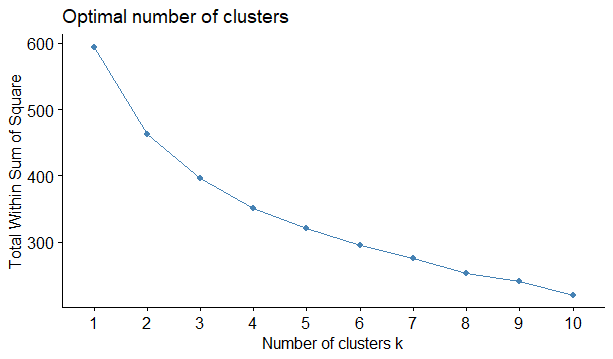 Optimal number of clusters
Total Within Sum of Square
600
500
400
300
1 2 3 4 5 6 7 8 9 10
Number of clusters k